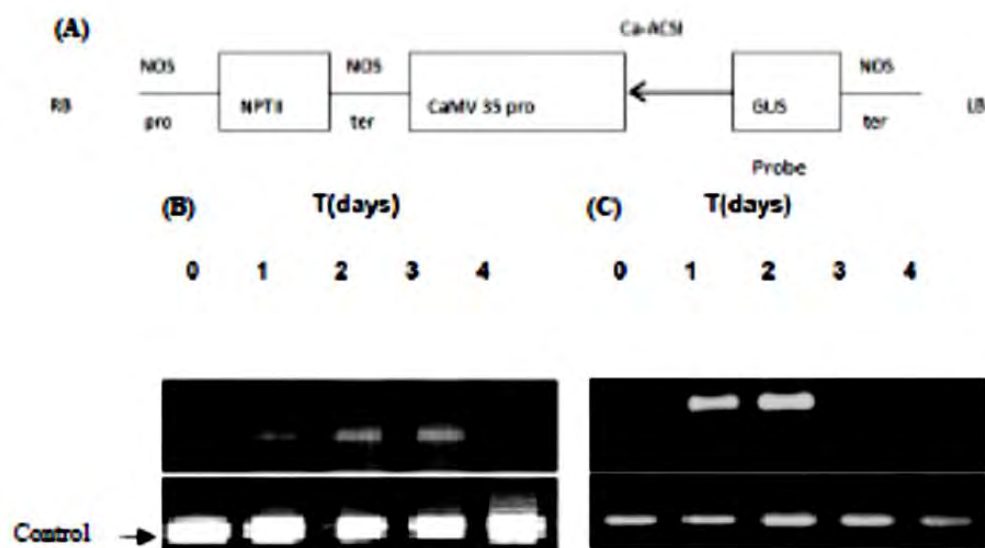 (A)
Ca-ACSI
NOS NOS NOS
RB NPTII CaMV 35 pro GUS LB
pro ter ter
Probe
(B) T(days) (C) T(days)
0 1 2 3 4 0 1 2 3 4
Control